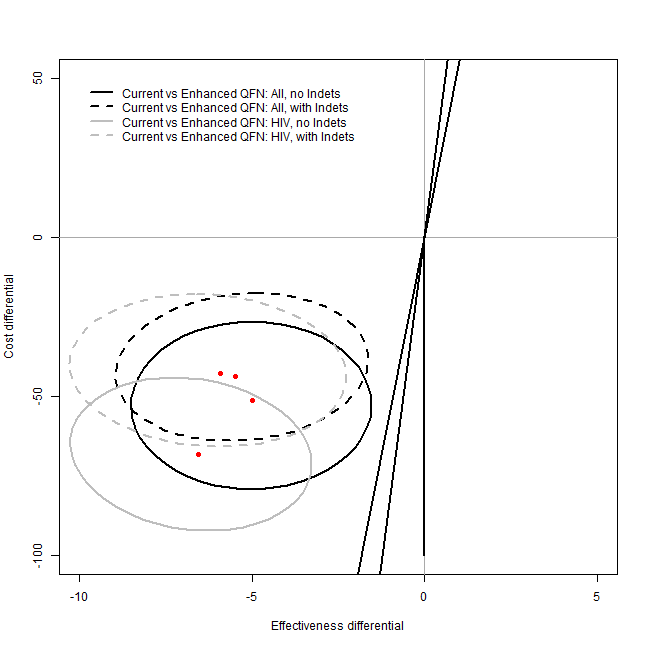 50
Current vs Enhanced QFN: All, no Indets
Current vs Enhanced QFN: All, with Indets
Current vs Enhanced QFN: HIV, no Indets
Current vs Enhanced QFN: HIV, with Indets
0
Cost differential
-50
-100
-10 -5 0 5
Effectiveness differential